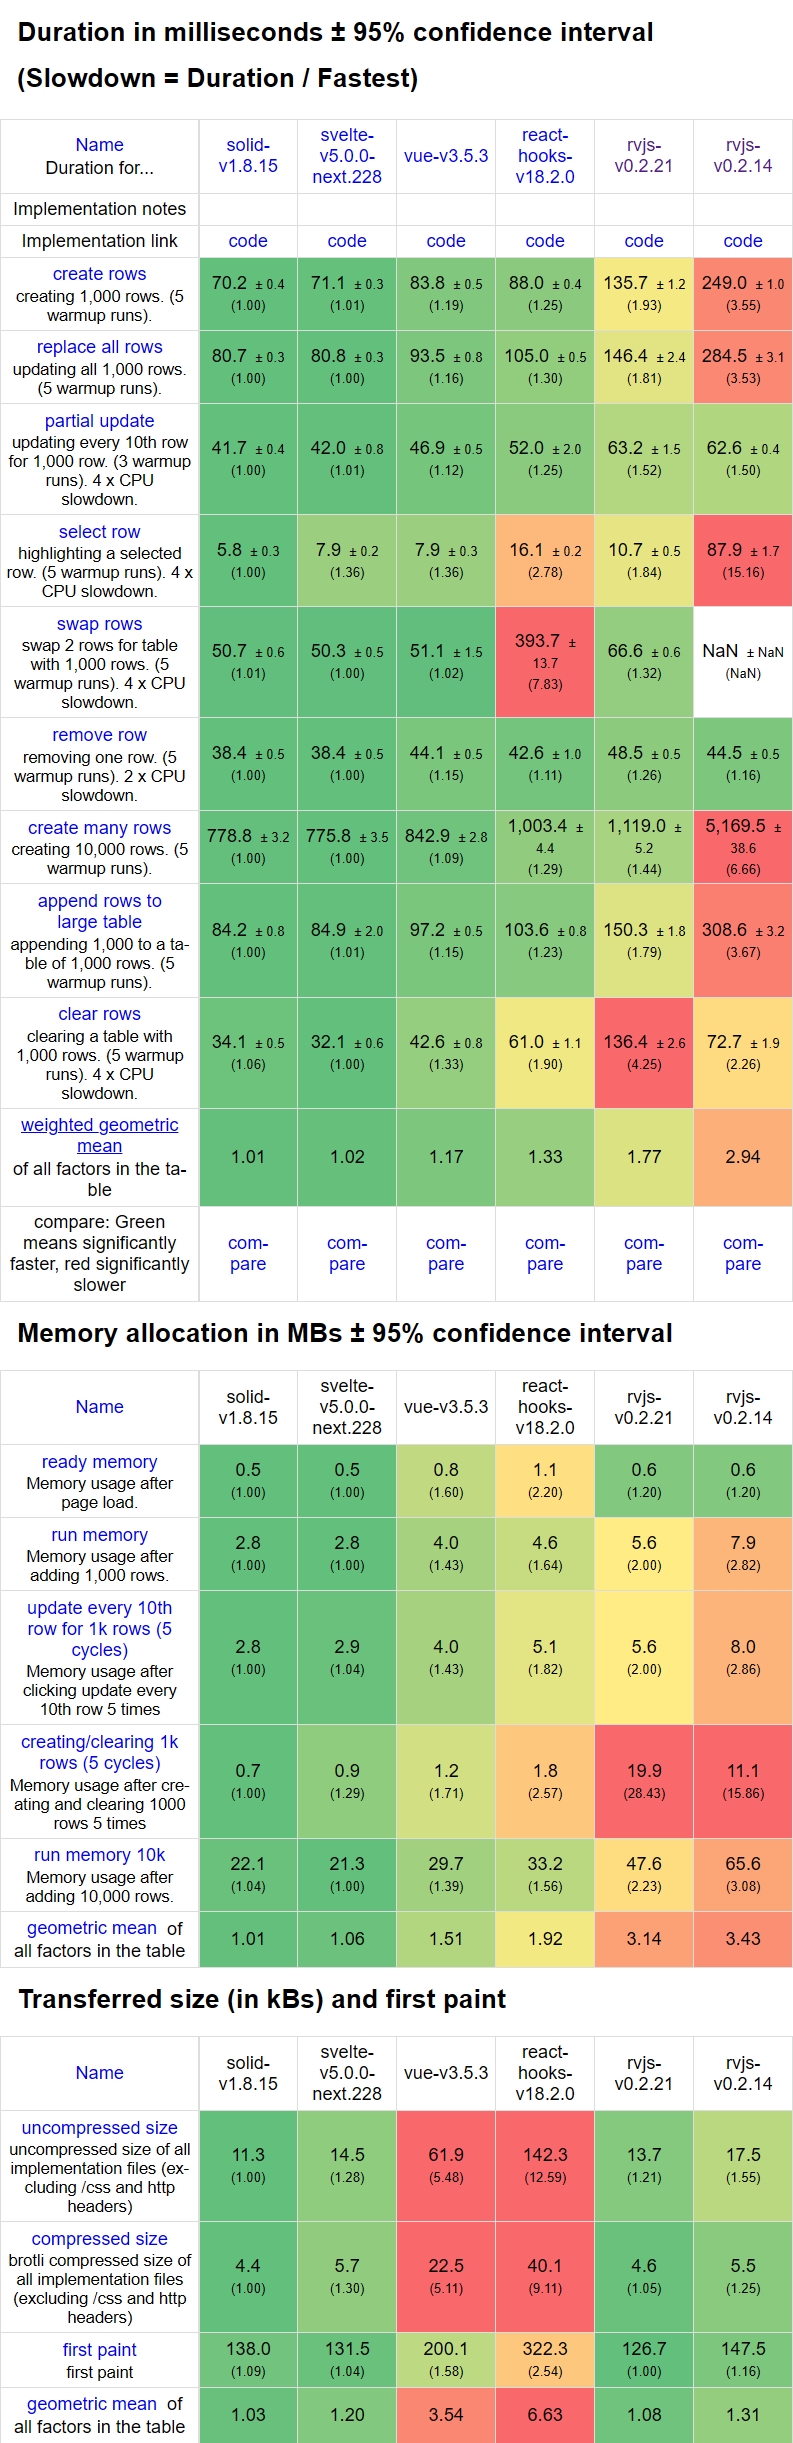 Duration in milliseconds ± 95% confidence interval
(Slowdown = Duration / Fastest)
Name
Duration for...
solid-
v1.8.15
svelte-
v5.0.0-
next.228
vue-v3.5.3
react-
hooks-
v18.2.0
rvjs-
v0.2.21
rvjs-
v0.2.14
Implementation notes
Implementation link
code
code
code
code
code
code
create rows
creating 1,000 rows. (5
warmup runs).
70.2 ± 0.4
(1.00)
71.1 ± 0.3
(1.01)
83.8 ± 0.5
(1.19)
88.0 ± 0.4
(1.25)
135.7 ± 1.2
(1.93)
249.0 ± 1.0
(3.55)
replace all rows
updating all 1,000 rows.
(5 warmup runs).
80.7 ± 0.3
(1.00)
80.8 ± 0.3
(1.00)
93.5 ± 0.8
(1.16)
105.0 ± 0.5
(1.30)
146.4 ± 2.4
(1.81)
284.5 ± 3.1
(3.53)
partial update
updating every 10th row
for 1,000 row. (3 warmup
runs). 4 x CPU
slowdown.
41.7 ± 0.4
(1.00)
42.0 ± 0.8
(1.01)
46.9 ± 0.5
(1.12)
52.0 ± 2.0
(1.25)
63.2 ± 1.5
(1.52)
62.6 ± 0.4
(1.50)
select row
highlighting a selected
row. (5 warmup runs). 4 x
CPU slowdown.
5.8 ± 0.3
(1.00)
7.9 ± 0.2
(1.36)
7.9 ± 0.3
(1.36)
16.1 ± 0.2
(2.78)
10.7 ± 0.5
(1.84)
87.9 ± 1.7
(15.16)
swap rows
swap 2 rows for table
with 1,000 rows. (5
warmup runs). 4 x CPU
slowdown.
50.7 ± 0.6
(1.01)
50.3 ± 0.5
(1.00)
51.1 ± 1.5
(1.02)
393.7 ±
13.7
(7.83)
66.6 ± 0.6
(1.32)
NaN ± NaN
(NaN)
remove row
removing one row. (5
warmup runs). 2 x CPU
slowdown.
38.4 ± 0.5
(1.00)
38.4 ± 0.5
(1.00)
44.1 ± 0.5
(1.15)
42.6 ± 1.0
(1.11)
48.5 ± 0.5
(1.26)
44.5 ± 0.5
(1.16)
create many rows
creating 10,000 rows. (5
warmup runs).
778.8 ± 3.2
(1.00)
775.8 ± 3.5
(1.00)
842.9 ± 2.8
(1.09)
1,003.4 ±
4.4
(1.29)
1,119.0 ±
5.2
(1.44)
5,169.5 ±
38.6
(6.66)
append rows to
large table
appending 1,000 to a ta-
ble of 1,000 rows. (5
warmup runs).
84.2 ± 0.8
(1.00)
84.9 ± 2.0
(1.01)
97.2 ± 0.5
(1.15)
103.6 ± 0.8
(1.23)
150.3 ± 1.8
(1.79)
308.6 ± 3.2
(3.67)
clear rows
clearing a table with
1,000 rows. (5 warmup
runs). 4 x CPU
slowdown.
34.1 ± 0.5
(1.06)
32.1 ± 0.6
(1.00)
42.6 ± 0.8
(1.33)
61.0 ± 1.1
(1.90)
136.4 ± 2.6
(4.25)
72.7 ± 1.9
(2.26)
weighted geometric
mean
of all factors in the ta-
ble
1.01
1.02
1.17
1.33
1.77
2.94
compare: Green
means significantly
faster, red significantly
slower
com-
pare
com-
pare
com-
pare
com-
pare
com-
pare
com-
pare
Memory allocation in MBs ± 95% confidence interval
Name
solid-
v1.8.15
svelte-
v5.0.0-
next.228
vue-v3.5.3
react-
hooks-
v18.2.0
rvjs-
v0.2.21
rvjs-
v0.2.14
ready memory
Memory usage after
page load.
0.5
(1.00)
0.5
(1.00)
0.8
(1.60)
1.1
(2.20)
0.6
(1.20)
0.6
(1.20)
run memory
Memory usage after
adding 1,000 rows.
2.8
(1.00)
2.8
(1.00)
4.0
(1.43)
4.6
(1.64)
5.6
(2.00)
7.9
(2.82)
update every 10th
row for 1k rows (5
cycles)
Memory usage after
clicking update every
10th row 5 times
2.8
(1.00)
2.9
(1.04)
4.0
(1.43)
5.1
(1.82)
5.6
(2.00)
8.0
(2.86)
creating/clearing 1k
rows (5 cycles)
Memory usage after cre-
ating and clearing 1000
rows 5 times
0.7
(1.00)
0.9
(1.29)
1.2
(1.71)
1.8
(2.57)
19.9
(28.43)
11.1
(15.86)
run memory 10k
Memory usage after
adding 10,000 rows.
22.1
(1.04)
21.3
(1.00)
29.7
(1.39)
33.2
(1.56)
47.6
(2.23)
65.6
(3.08)
geometric mean of
all factors in the table
1.01
1.06
1.51
1.92
3.14
3.43
Transferred size (in kBs) and first paint
Name
solid-
v1.8.15
svelte-
v5.0.0-
next.228
vue-v3.5.3
react-
hooks-
v18.2.0
rvjs-
v0.2.21
rvjs-
v0.2.14
uncompressed size
uncompressed size of all
implementation files (ex-
cluding /css and http
headers)
11.3
(1.00)
14.5
(1.28)
61.9
(5.48)
142.3
(12.59)
13.7
(1.21)
17.5
(1.55)
compressed size
brotli compressed size of
all implementation files
(excluding /css and http
headers)
4.4
(1.00)
5.7
(1.30)
22.5
(5.11)
40.1
(9.11)
4.6
(1.05)
5.5
(1.25)
first paint
first paint
138.0
(1.09)
131.5
(1.04)
200.1
(1.58)
322.3
(2.54)
126.7
(1.00)
147.5
(1.16)
geometric mean of
all factors in the table
1.03
1.20
3.54
6.63
1.08
1.31